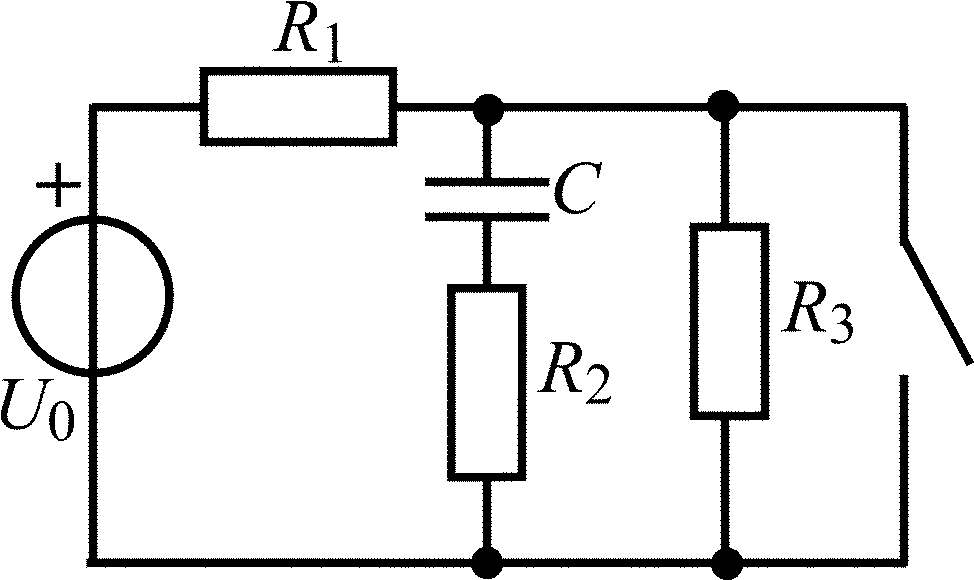 R₁
+
C
R₂
R₃
U₀